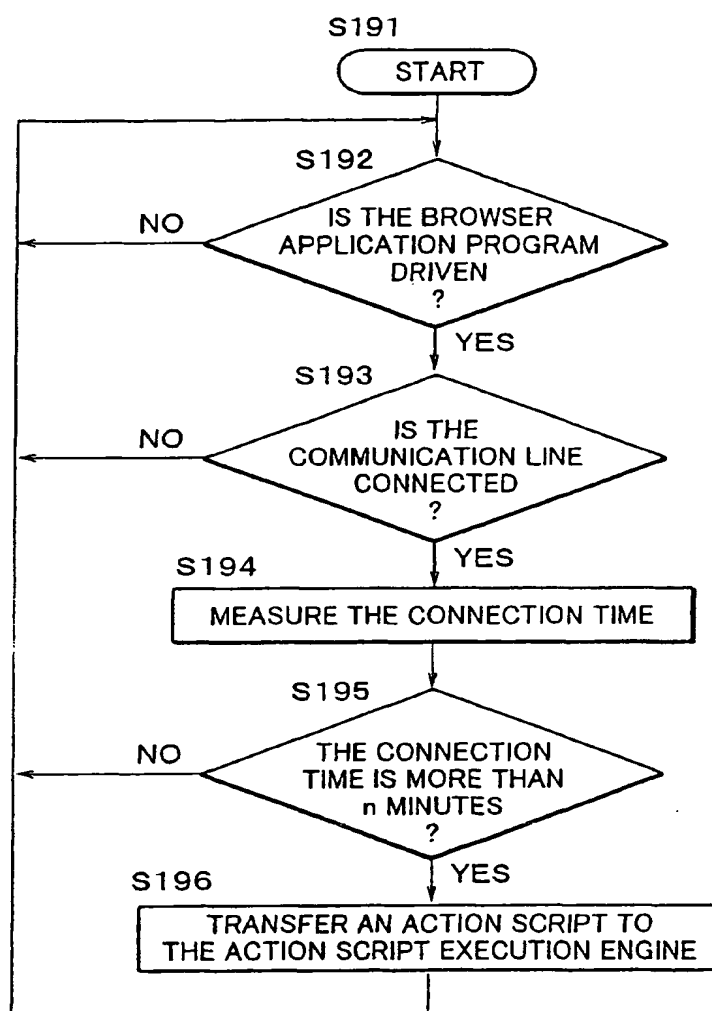 S191
START
S192
NO
IS THE BROWSER
APPLICATION PROGRAM
DRIVEN
?
YES
S193
NO
IS THE
COMMUNICATION LINE
CONNECTED
?
YES
S194
MEASURE THE CONNECTION TIME
S195
NO
THE CONNECTION
TIME IS MORE THAN
n MINUTES
?
YES
S196
TRANSFER AN ACTION SCRIPT TO
THE ACTION SCRIPT EXECUTION ENGINE